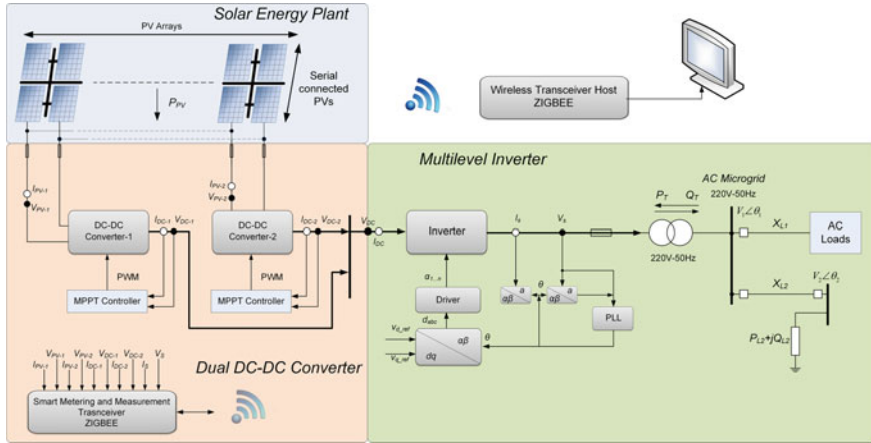 Solar Energy Plant
PV Arrays
Serial
connected
PVs
P_PV
Wireless Transceiver Host
ZIGBEE
Multilevel Inverter
AC Microgrid
220V-50Hz
P_T Q_T
I_PV-1
V_PV-1
I_PV-2
V_PV-2
DC-DC
Converter-1
I_DC-1 V_DC-1
DC-DC
Converter-2
I_DC-2 V_DC-2
V_DC
I_DC
Inverter
I_s
V_s
220V-50Hz
V_1∠θ_1
X_L1
AC
Loads
PWM
MPPT Controller
PWM
MPPT Controller
α_1...n
Driver
d_abc
αβ
a
θ
αβ
a
PLL
X_L2
V_2∠θ_2
P_L2+jQ_L2
αβ
dq
θ
Dual DC-DC Converter
I_PV-1
V_PV-1
I_PV-2
V_PV-2
I_DC-1
V_DC-1
I_DC-2
V_DC-2
I_S
V_S
Smart Metering and Measurement
Trasnceiver
ZIGBEE